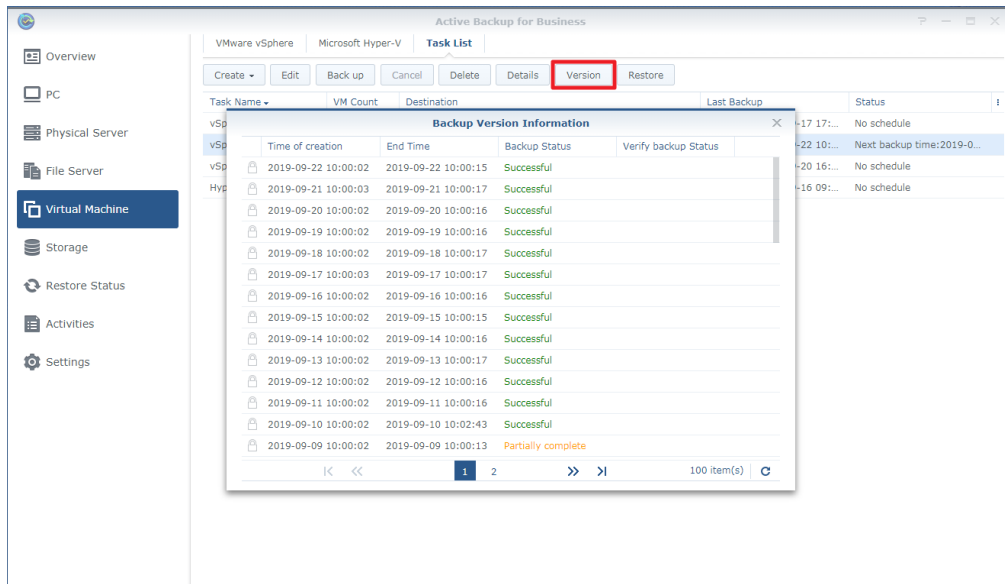 Active Backup for Business
Overview
PC
Physical Server
File Server
Virtual Machine
Storage
Restore Status
Activities
Settings
VMware vSphere Microsoft Hyper-V Task List
Create Edit Back up Cancel Delete Details Version Restore
Task Name VM Count Destination Last Backup Status
vSp -17 17:... No schedule
vSp -22 10:... Next backup time:2019-0...
vSp -20 16:... No schedule
Hyp -16 09:... No schedule
Backup Version Information
Time of creation End Time Backup Status Verify backup Status
2019-09-22 10:00:02 2019-09-22 10:00:15 Successful
2019-09-21 10:00:03 2019-09-21 10:00:17 Successful
2019-09-20 10:00:02 2019-09-20 10:00:16 Successful
2019-09-19 10:00:02 2019-09-19 10:00:16 Successful
2019-09-18 10:00:02 2019-09-18 10:00:17 Successful
2019-09-17 10:00:03 2019-09-17 10:00:17 Successful
2019-09-16 10:00:02 2019-09-16 10:00:16 Successful
2019-09-15 10:00:02 2019-09-15 10:00:15 Successful
2019-09-14 10:00:02 2019-09-14 10:00:16 Successful
2019-09-13 10:00:02 2019-09-13 10:00:17 Successful
2019-09-12 10:00:02 2019-09-12 10:00:16 Successful
2019-09-11 10:00:02 2019-09-11 10:00:16 Successful
2019-09-10 10:00:02 2019-09-10 10:02:43 Successful
2019-09-09 10:00:02 2019-09-09 10:00:13 Partially complete
1 2 100 item(s)